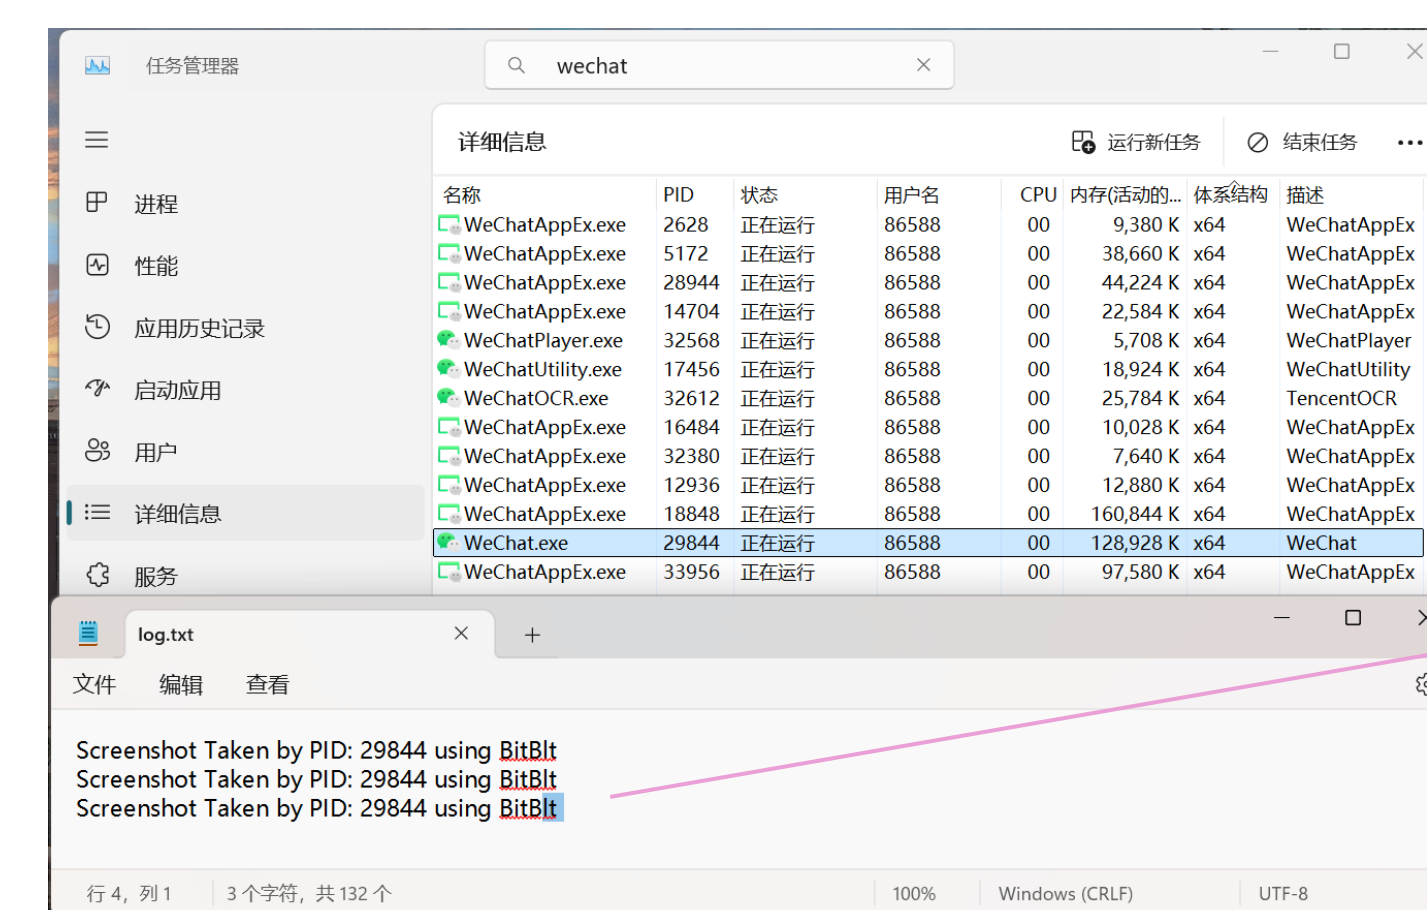 任务管理器
wechat
详细信息
运行新任务
结束任务
进程
性能
应用历史记录
启动应用
用户
详细信息
服务
名称 PID 状态 用户名 CPU 内存(活动的... 体系结构 描述
WeChatAppEx.exe 2628 正在运行 86588 00 9,380 K x64 WeChatAppEx
WeChatAppEx.exe 5172 正在运行 86588 00 38,660 K x64 WeChatAppEx
WeChatAppEx.exe 28944 正在运行 86588 00 44,224 K x64 WeChatAppEx
WeChatAppEx.exe 14704 正在运行 86588 00 22,584 K x64 WeChatAppEx
WeChatPlayer.exe 32568 正在运行 86588 00 5,708 K x64 WeChatPlayer
WeChatUtility.exe 17456 正在运行 86588 00 18,924 K x64 WeChatUtility
WeChatOCR.exe 32612 正在运行 86588 00 25,784 K x64 TencentOCR
WeChatAppEx.exe 16484 正在运行 86588 00 10,028 K x64 WeChatAppEx
WeChatAppEx.exe 32380 正在运行 86588 00 7,640 K x64 WeChatAppEx
WeChatAppEx.exe 12936 正在运行 86588 00 12,880 K x64 WeChatAppEx
WeChatAppEx.exe 18848 正在运行 86588 00 160,844 K x64 WeChatAppEx
WeChat.exe 29844 正在运行 86588 00 128,928 K x64 WeChat
WeChatAppEx.exe 33956 正在运行 86588 00 97,580 K x64 WeChatAppEx
log.txt
文件 编辑 查看
Screenshot Taken by PID: 29844 using BitBlt
Screenshot Taken by PID: 29844 using BitBlt
Screenshot Taken by PID: 29844 using BitBlt
行 4，列 1 3 个字符，共 132 个 100% Windows (CRLF) UTF-8